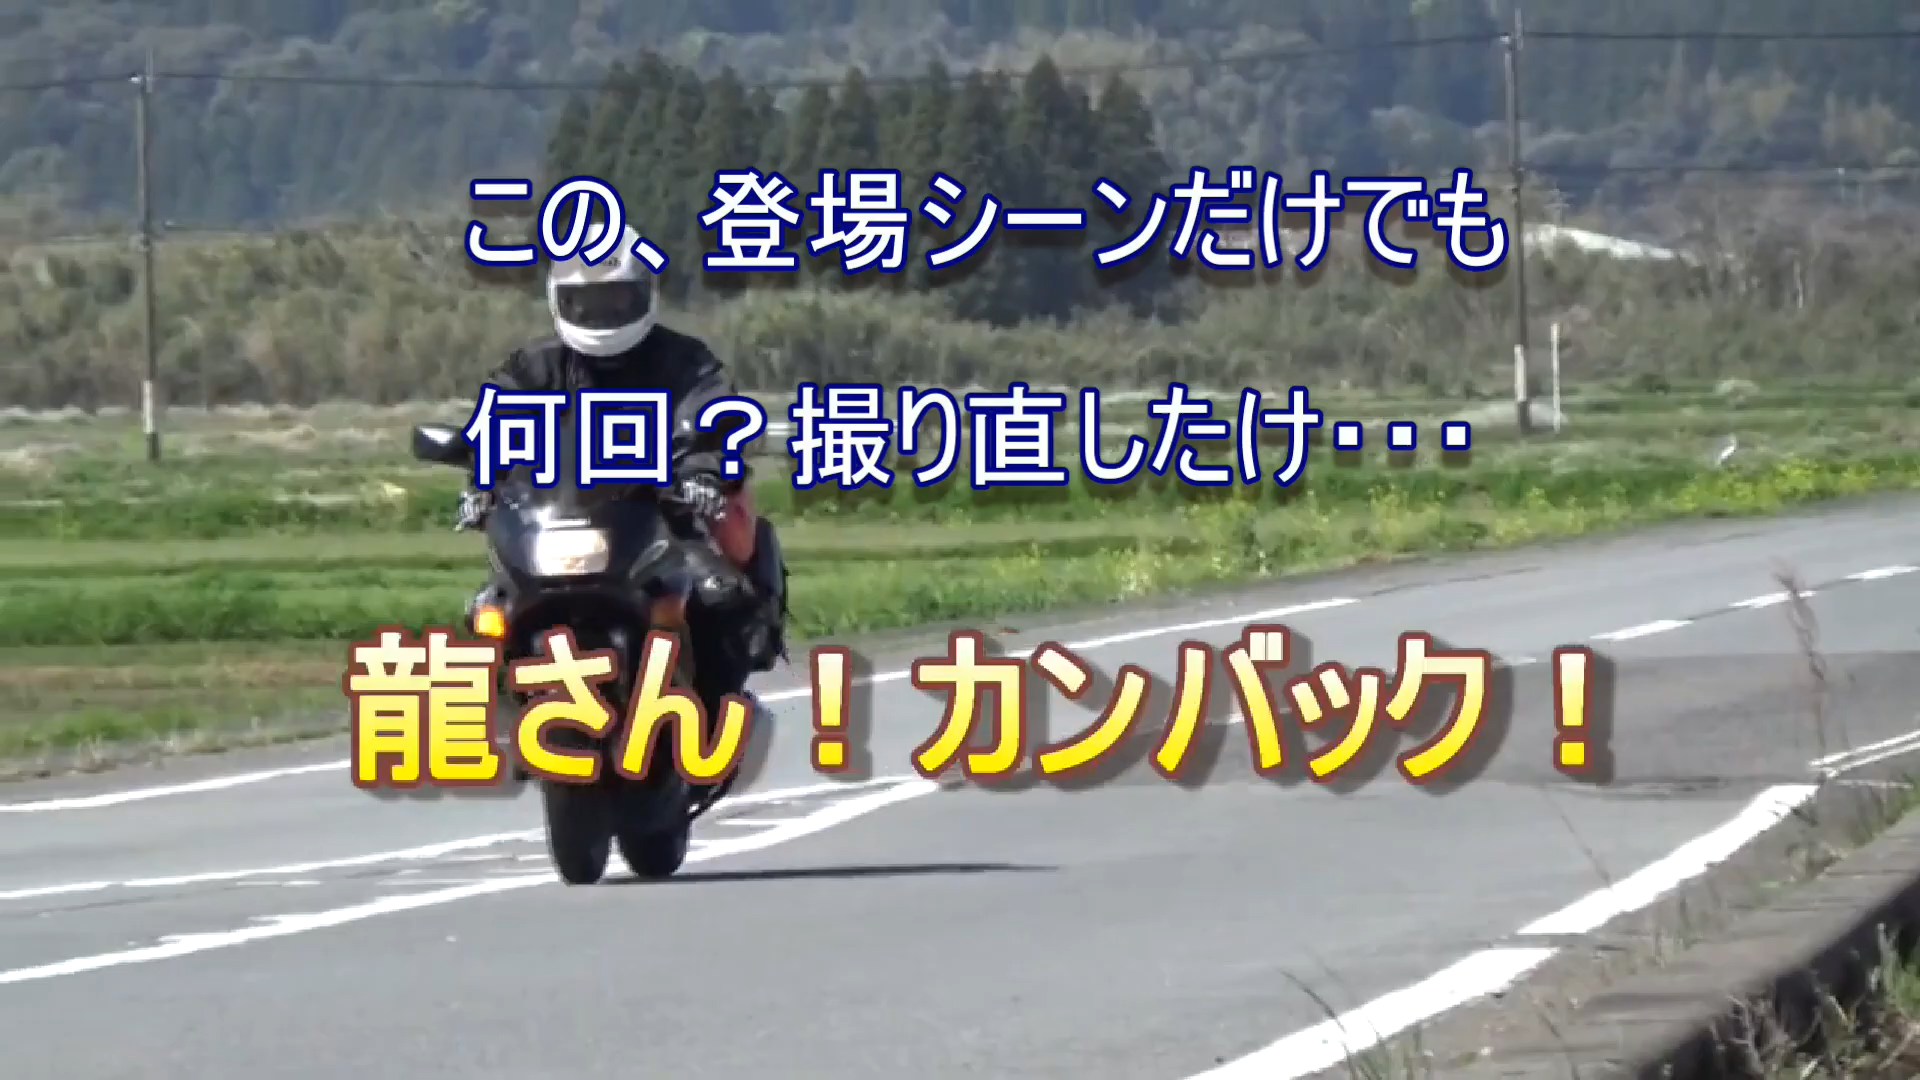 この、登場シーンだけでも
何回？撮り直したけ・・・
龍さん！カンバック！